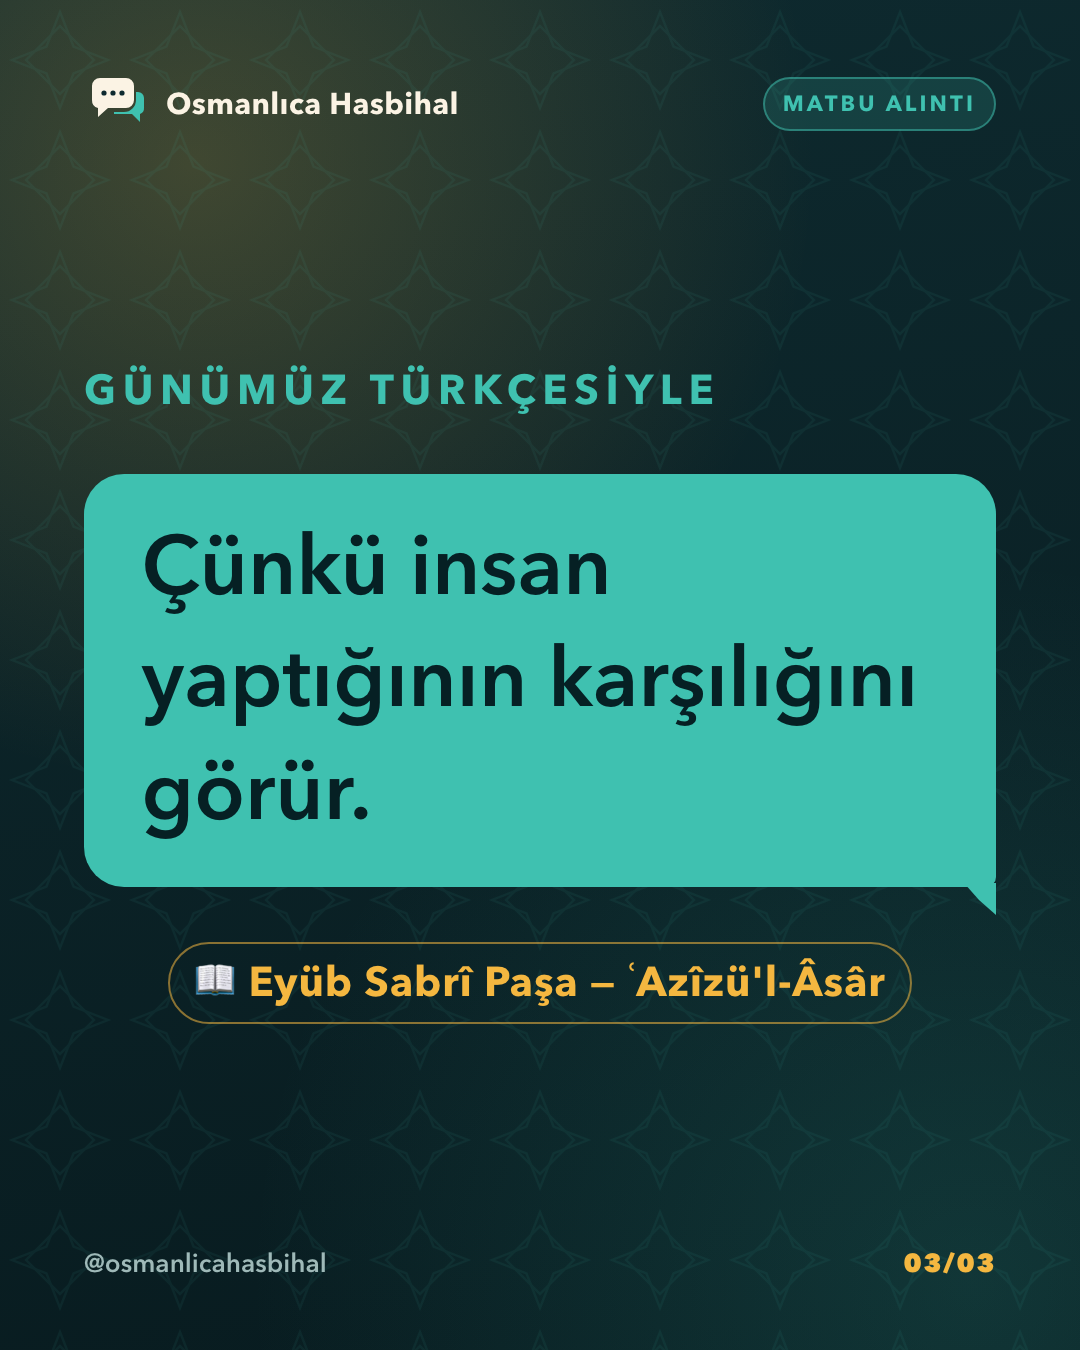 Osmanlıca Hasbihal
MATBU ALINTI
GÜNÜMÜZ TÜRKÇESİYLE
Çünkü insan
yaptığının karşılığını
görür.
Eyüb Sabrî Paşa – ʿAzîzü'l-Âsâr
@osmanlicahasbihal
03/03